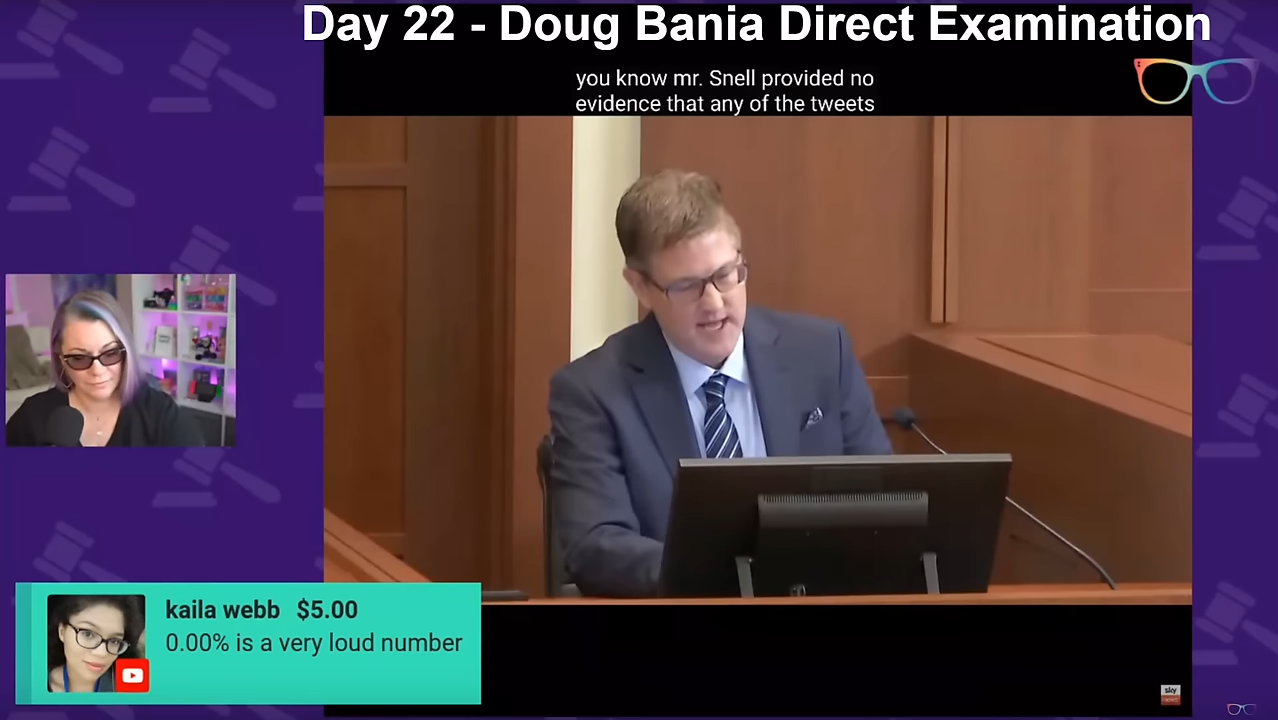 Day 22 - Doug Bania Direct Examination
you know mr. Snell provided no
evidence that any of the tweets
kaila webb $5.00
0.00% is a very loud number
sky